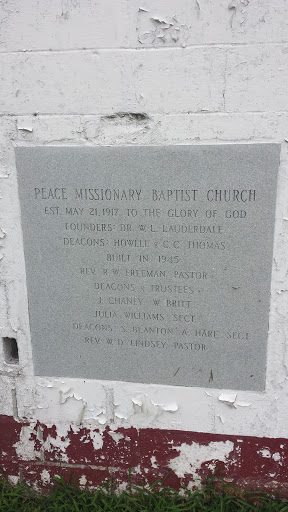 PEACE MISSIONARY BAPTIST CHURCH
EST. MAY 21, 1917 TO THE GLORY OF GOD
FOUNDERS: DR. W. L. LAUDERDALE
DEACONS: HOWELL & C. C. THOMAS
BUILT IN 1945
REV. R. W. FREEMAN PASTOR
DEACONS & TRUSTEES
J. CHANEY W. BRITT
JULIA WILLIAMS SECT.
DEACONS S. BLANTON A. HARE SECT.
REV. W. D. LINDSEY, PASTOR